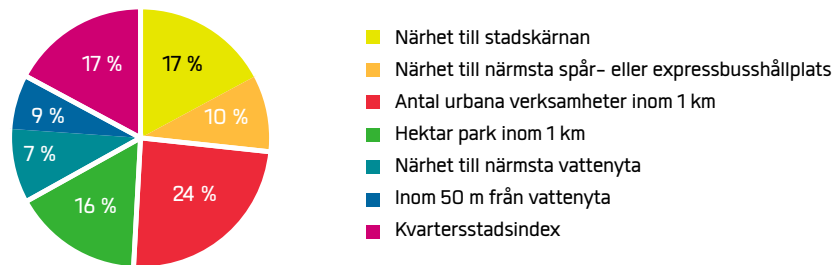 17 %
17 %
10 %
9 %
7 %
24 %
16 %
Närhet till stadskärnan
Närhet till närmsta spår- eller expressbusshållplats
Antal urbana verksamheter inom 1 km
Hektar park inom 1 km
Närhet till närmsta vattenyta
Inom 50 m från vattenyta
Kvartersstadsindex